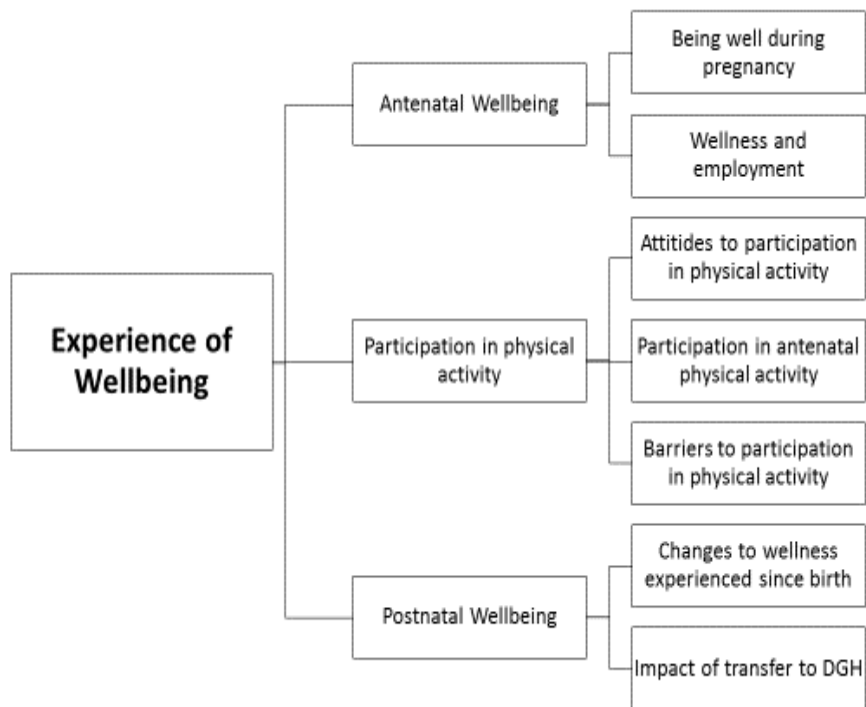 Being well during
pregnancy
Antenatal Wellbeing
Wellness and
employment
Attitides to participation
in physical activity
Experience of
Wellbeing
Participation in physical
activity
Participation in antenatal
physical activity
Barriers to participation
in physical activity
Changes to wellness
experienced since birth
Postnatal Wellbeing
Impact of transfer to DGH